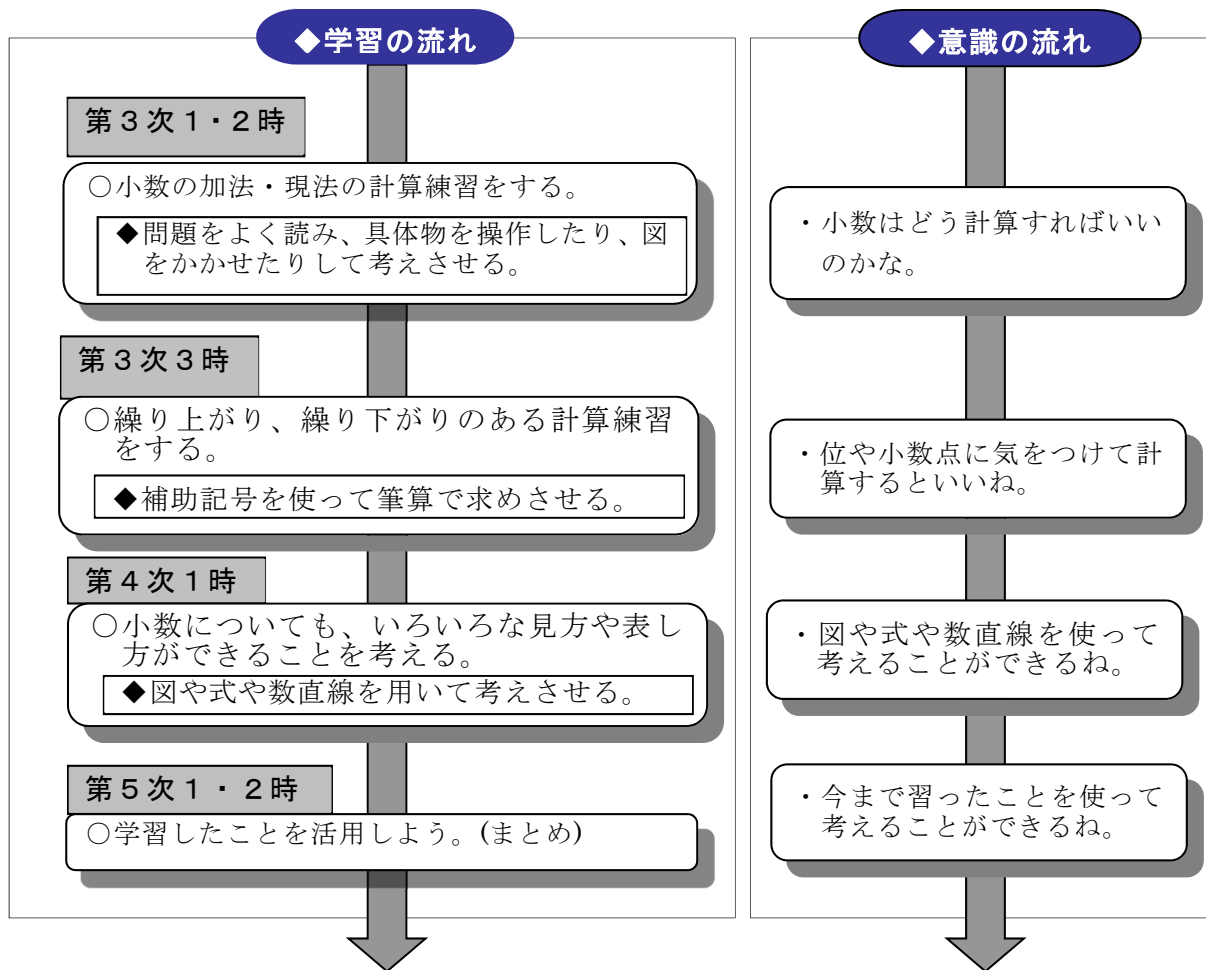 ◆学習の流れ
第3次1・2時
○小数の加法・現法の計算練習をする。
◆問題をよく読み、具体物を操作したり、図
をかかせたりして考えさせる。
第3次3時
○繰り上がり、繰り下がりのある計算練習
をする。
◆補助記号を使って筆算で求めさせる。
第4次1時
○小数についても、いろいろな見方や表し
方ができることを考える。
◆図や式や数直線を用いて考えさせる。
第5次1・2時
○学習したことを活用しよう。(まとめ)
◆意識の流れ
・小数はどう計算すればいい
のかな。
・位や小数点に気をつけて計
算するといいね。
・図や式や数直線を使って
考えることができるね。
・今まで習ったことを使って
考えることができるね。